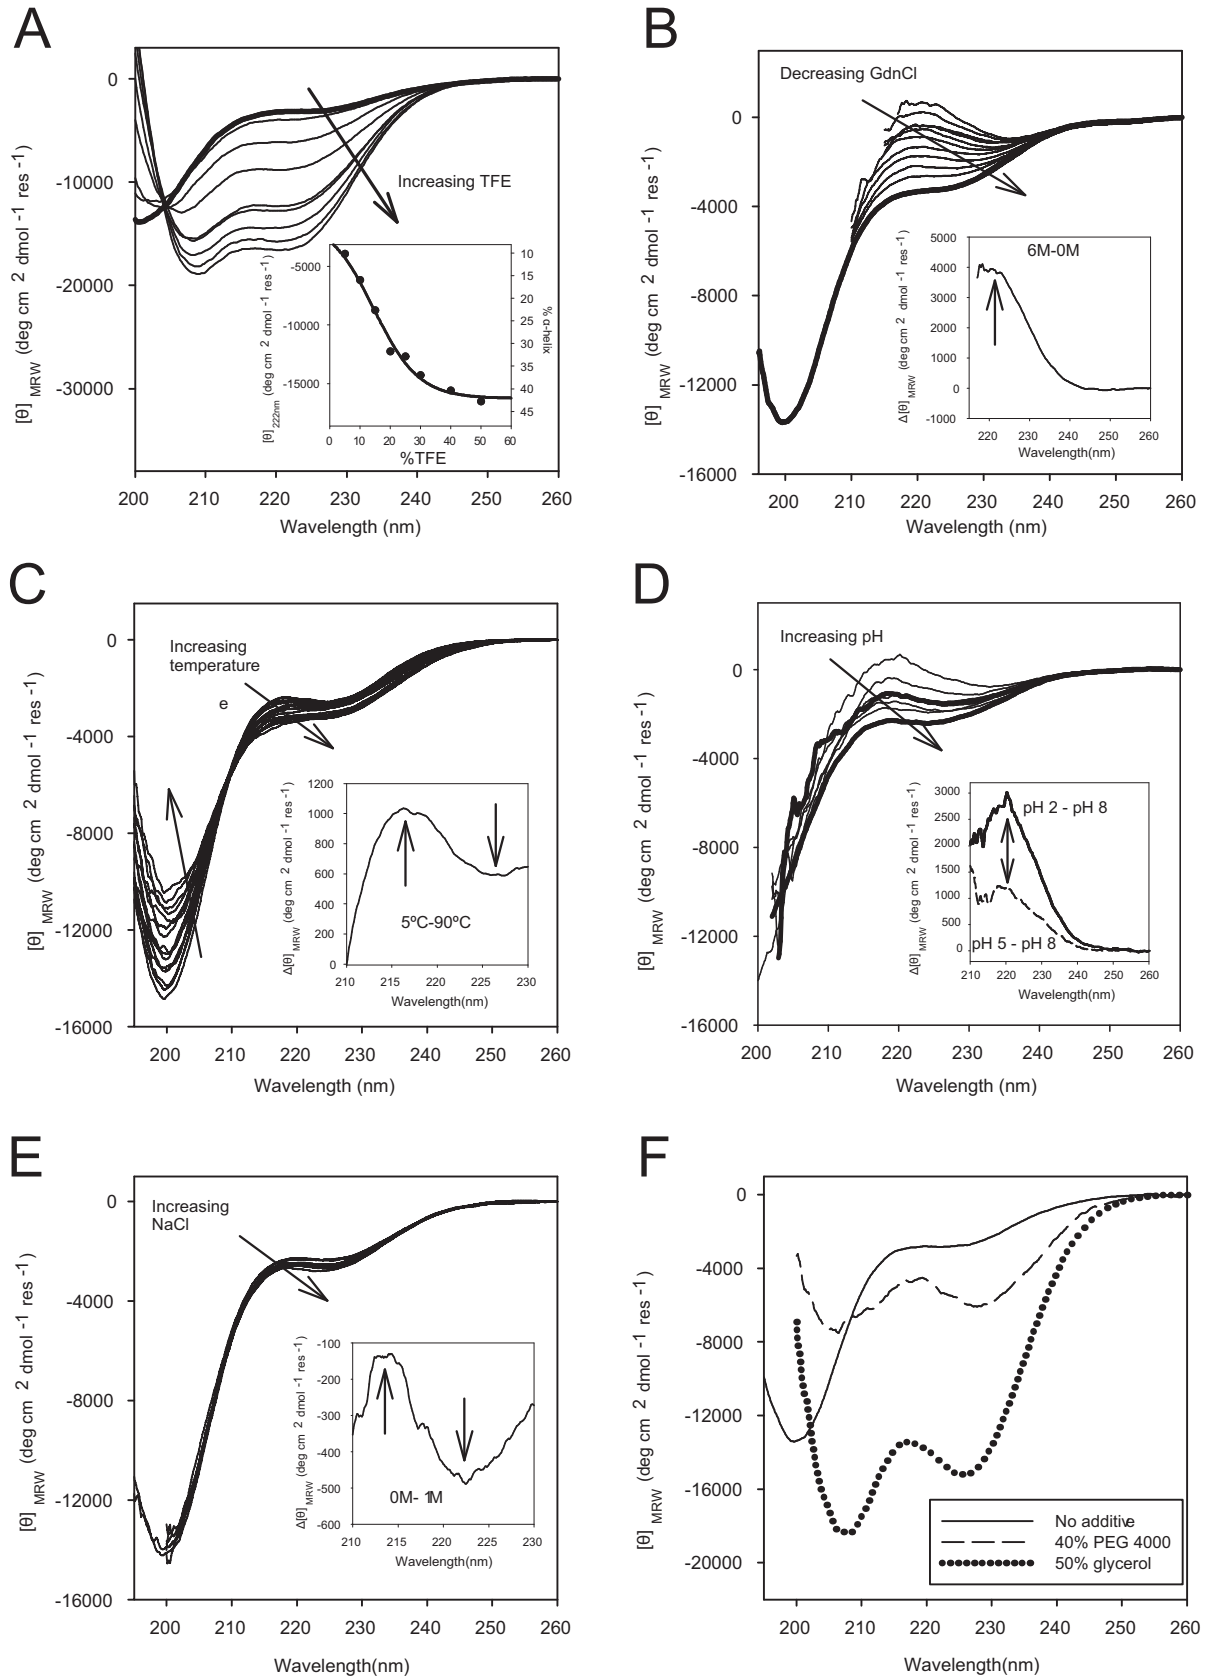 A
0
-10000
-20000
-30000
[θ] MRW (deg cm 2 dmol -1 res -1)
200 210 220 230 240 250 260
Wavelength (nm)
Increasing TFE
-5000
-10000
-15000
[θ]222nm (deg cm 2 dmol -1 res -1)
10
15
20
25
30
35
40
45
% α-helix
0 10 20 30 40 50 60
%TFE
B
Decreasing GdnCl
0
-4000
-8000
-12000
-16000
[θ] MRW (deg cm 2 dmol -1 res -1)
200 210 220 230 240 250 260
Wavelength (nm)
6M-0M
5000
4000
3000
2000
1000
0
-1000
Δ[θ]MRW (deg cm 2 dmol -1 res -1)
220 230 240 250 260
Wavelength(nm)
C
Increasing
temperature
e
0
-4000
-8000
-12000
-16000
[θ] MRW (deg cm 2 dmol -1 res -1)
200 210 220 230 240 250 260
Wavelength (nm)
1200
1000
800
600
400
200
0
Δ[θ]MRW (deg cm 2 dmol -1 res -1)
5ºC-90ºC
210 215 220 225 230
Wavelength(nm)
D
Increasing pH
0
-4000
-8000
-12000
-16000
[θ] MRW (deg cm 2 dmol -1 res -1)
200 210 220 230 240 250 260
Wavelength (nm)
3000
2500
2000
1500
1000
500
0
Δ[θ]MRW (deg cm 2 dmol -1 res -1)
pH 2 - pH 8
pH 5 - pH 8
210 220 230 240 250 260
Wavelength(nm)
E
Increasing
NaCl
0
-4000
-8000
-12000
-16000
[θ] MRW (deg cm 2 dmol -1 res -1)
200 210 220 230 240 250 260
Wavelength(nm)
-100
-200
-300
-400
-500
-600
Δ[θ]MRW (deg cm 2 dmol -1 res -1)
0M- 1M
210 215 220 225 230
Wavelength(nm)
F
0
-4000
-8000
-12000
-16000
-20000
[θ] MRW (deg cm 2 dmol -1 res -1)
No additive
40% PEG 4000
50% glycerol
200 210 220 230 240 250 260
Wavelength(nm)